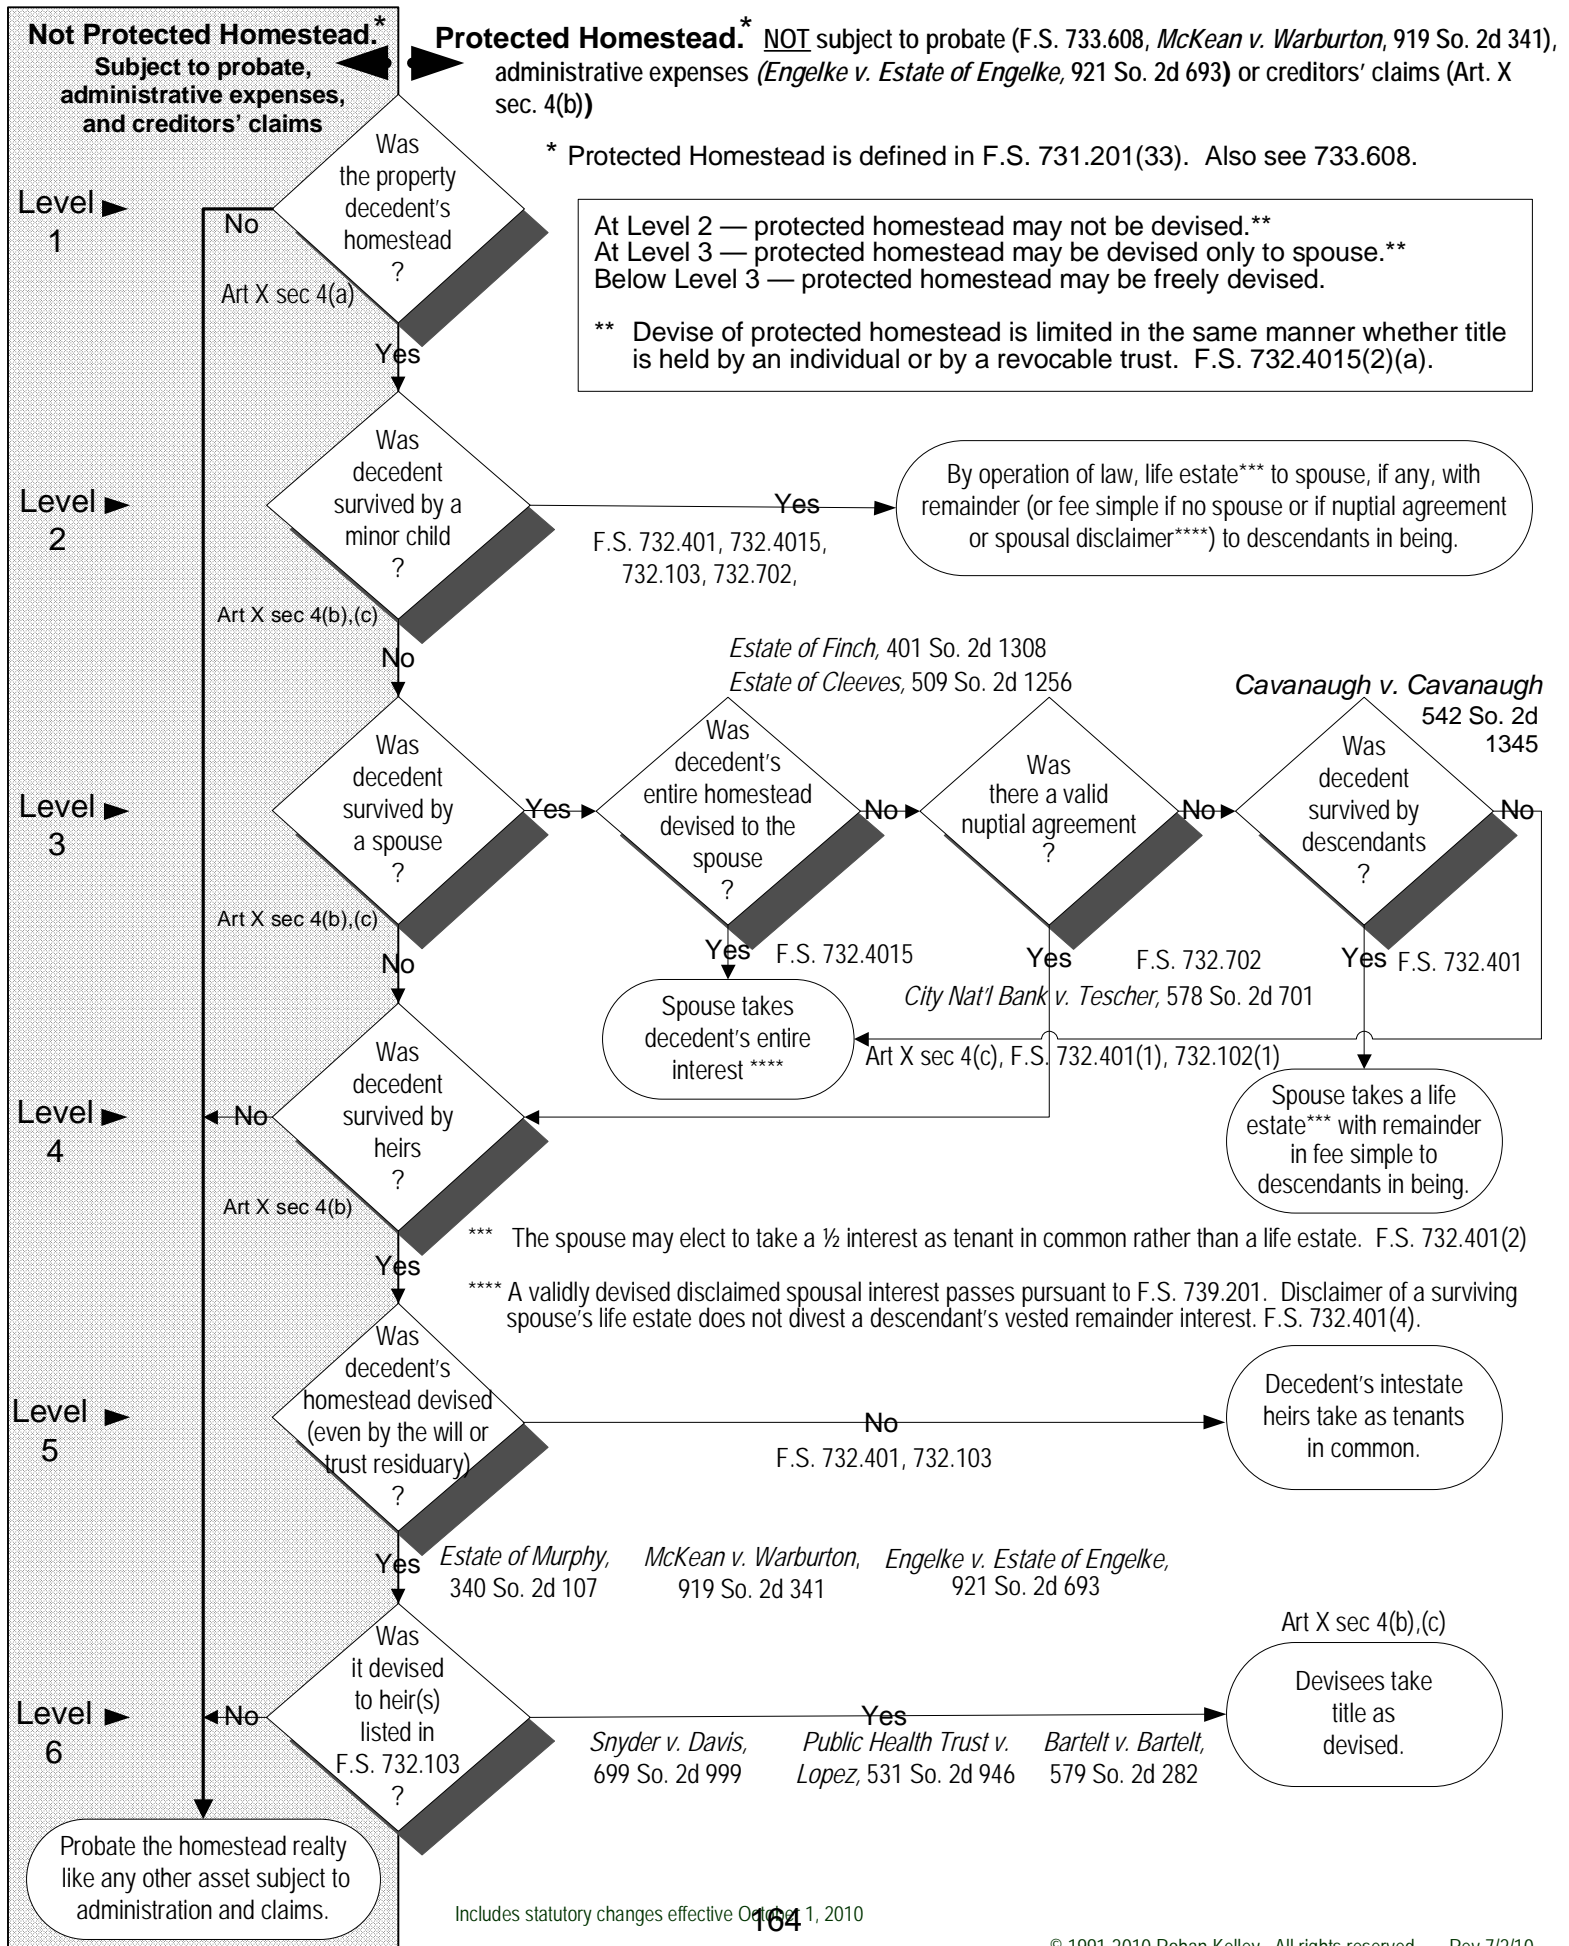 Not Protected Homestead.*
Subject to probate,
administrative expenses,
and creditors' claims
Protected Homestead.* NOT subject to probate (F.S. 733.608, McKean v. Warburton, 919 So. 2d 341),
administrative expenses (Engelke v. Estate of Engelke, 921 So. 2d 693) or creditors' claims (Art. X
sec. 4(b))
* Protected Homestead is defined in F.S. 731.201(33). Also see 733.608.
Level
1
Was
the property
decedent's
homestead
?
No
Art X sec 4(a)
Yes
At Level 2 — protected homestead may not be devised.**
At Level 3 — protected homestead may be devised only to spouse.**
Below Level 3 — protected homestead may be freely devised.
** Devise of protected homestead is limited in the same manner whether title
is held by an individual or by a revocable trust. F.S. 732.4015(2)(a).
Level
2
Was
decedent
survived by a
minor child
?
Yes
F.S. 732.401, 732.4015,
732.103, 732.702,
By operation of law, life estate*** to spouse, if any, with
remainder (or fee simple if no spouse or if nuptial agreement
or spousal disclaimer****) to descendants in being.
Art X sec 4(b),(c)
No
Estate of Finch, 401 So. 2d 1308
Estate of Cleeves, 509 So. 2d 1256
Cavanaugh v. Cavanaugh
542 So. 2d
1345
Level
3
Was
decedent
survived by
a spouse
?
Yes
Was
decedent's
entire homestead
devised to the
spouse
?
No
Was
there a valid
nuptial agreement
?
No
Was
decedent
survived by
descendants
?
No
Art X sec 4(b),(c)
No
Yes
F.S. 732.4015
Yes
F.S. 732.702
Yes
F.S. 732.401
City Nat'l Bank v. Tescher, 578 So. 2d 701
Spouse takes
decedent's entire
interest ****
Art X sec 4(c), F.S. 732.401(1), 732.102(1)
Spouse takes a life
estate*** with remainder
in fee simple to
descendants in being.
Level
4
Was
decedent
survived by
heirs
?
No
Art X sec 4(b)
Yes
*** The spouse may elect to take a ½ interest as tenant in common rather than a life estate. F.S. 732.401(2)
**** A validly devised disclaimed spousal interest passes pursuant to F.S. 739.201. Disclaimer of a surviving
spouse's life estate does not divest a descendant's vested remainder interest. F.S. 732.401(4).
Level
5
Was
decedent's
homestead devised
(even by the will or
trust residuary)
?
No
F.S. 732.401, 732.103
Decedent's intestate
heirs take as tenants
in common.
Yes
Estate of Murphy,
340 So. 2d 107
McKean v. Warburton,
919 So. 2d 341
Engelke v. Estate of Engelke,
921 So. 2d 693
Level
6
Was
it devised
to heir(s)
listed in
F.S. 732.103
?
No
Yes
Snyder v. Davis,
699 So. 2d 999
Public Health Trust v.
Lopez, 531 So. 2d 946
Bartelt v. Bartelt,
579 So. 2d 282
Art X sec 4(b),(c)
Devisees take
title as
devised.
Probate the homestead realty
like any other asset subject to
administration and claims.
Includes statutory changes effective October 1, 2010
164
© 1991-2010 Rohan Kelley - All rights reserved Rev 7/2/10